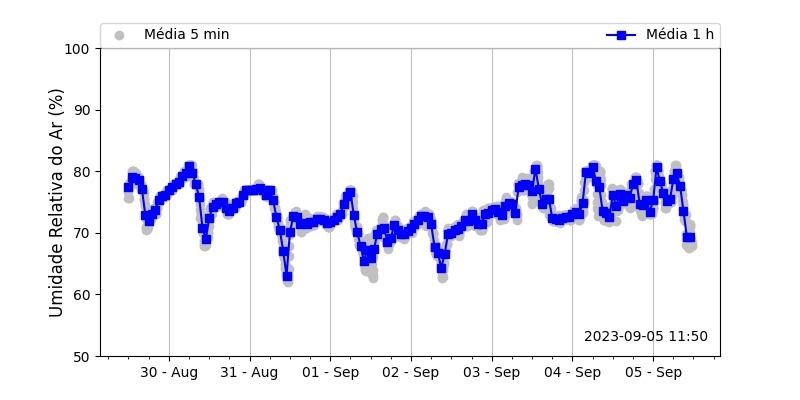 Média 5 min
Média 1 h
Umidade Relativa do Ar (%)
100
90
80
70
60
50
2023-09-05 11:50
30 - Aug
31 - Aug
01 - Sep
02 - Sep
03 - Sep
04 - Sep
05 - Sep